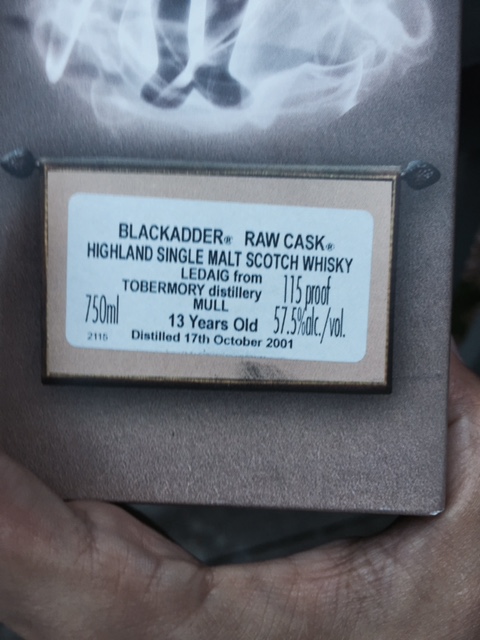 BLACKADDER® RAW CASK®
HIGHLAND SINGLE MALT SCOTCH WHISKY
LEDAIG from
TOBERMORY distillery
MULL
115 proof
750ml
13 Years Old
57.5%alc./vol.
2115
Distilled 17th October 2001